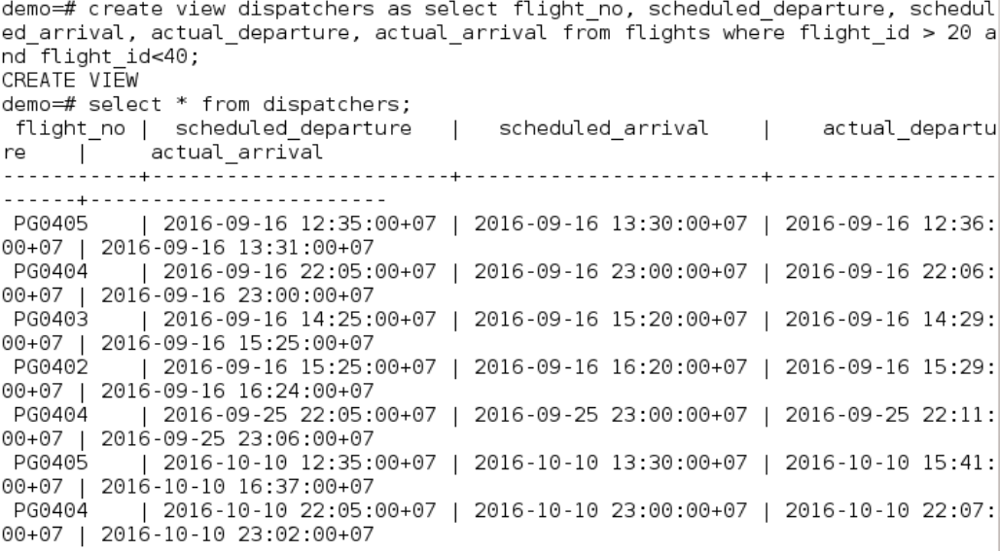 demo=# create view dispatchers as select flight_no, scheduled_departure, schedul
ed_arrival, actual_departure, actual_arrival from flights where flight_id > 20 a
nd flight_id<40;
CREATE VIEW
demo=# select * from dispatchers;
 flight_no |  scheduled_departure   |   scheduled_arrival    |    actual_departu
re    |     actual_arrival
-----------+------------------------+------------------------+------------------
------+------------------------
 PG0405    | 2016-09-16 12:35:00+07 | 2016-09-16 13:30:00+07 | 2016-09-16 12:36:
00+07 | 2016-09-16 13:31:00+07
 PG0404    | 2016-09-16 22:05:00+07 | 2016-09-16 23:00:00+07 | 2016-09-16 22:06:
00+07 | 2016-09-16 23:00:00+07
 PG0403    | 2016-09-16 14:25:00+07 | 2016-09-16 15:20:00+07 | 2016-09-16 14:29:
00+07 | 2016-09-16 15:25:00+07
 PG0402    | 2016-09-16 15:25:00+07 | 2016-09-16 16:20:00+07 | 2016-09-16 15:29:
00+07 | 2016-09-16 16:24:00+07
 PG0404    | 2016-09-25 22:05:00+07 | 2016-09-25 23:00:00+07 | 2016-09-25 22:11:
00+07 | 2016-09-25 23:06:00+07
 PG0405    | 2016-10-10 12:35:00+07 | 2016-10-10 13:30:00+07 | 2016-10-10 15:41:
00+07 | 2016-10-10 16:37:00+07
 PG0404    | 2016-10-10 22:05:00+07 | 2016-10-10 23:00:00+07 | 2016-10-10 22:07:
00+07 | 2016-10-10 23:02:00+07